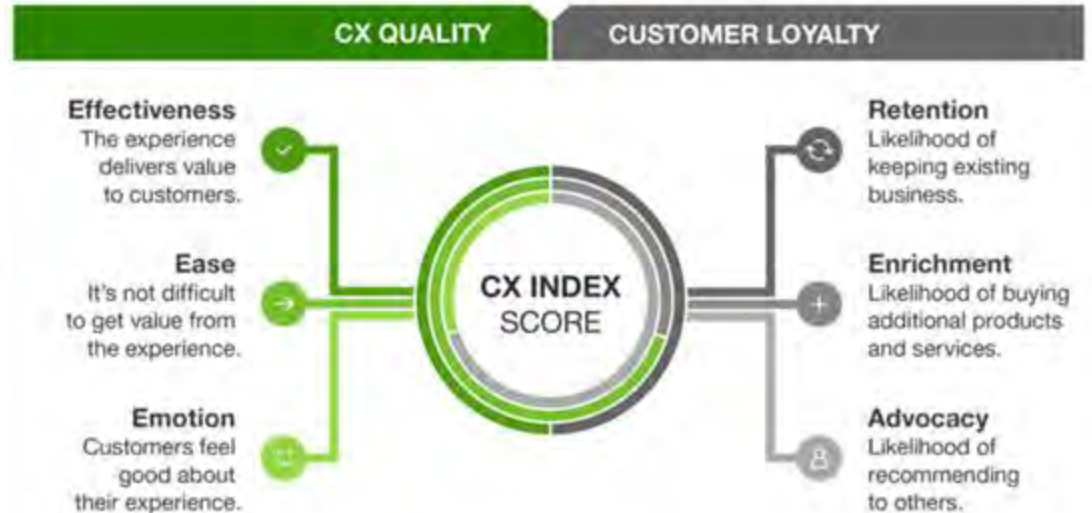 CX QUALITY
CUSTOMER LOYALTY
Effectiveness
The experience
delivers value
to customers.
Ease
It's not difficult
to get value from
the experience.
Emotion
Customers feel
good about
their experience.
CX INDEX
SCORE
Retention
Likelihood of
keeping existing
business.
Enrichment
Likelihood of buying
additional products
and services.
Advocacy
Likelihood of
recommending
to others.